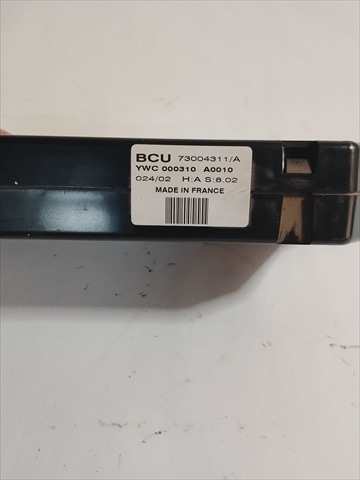 BCU 73004311/A
YWC 000310 A0010
024/02 H:A S:8.02
MADE IN FRANCE